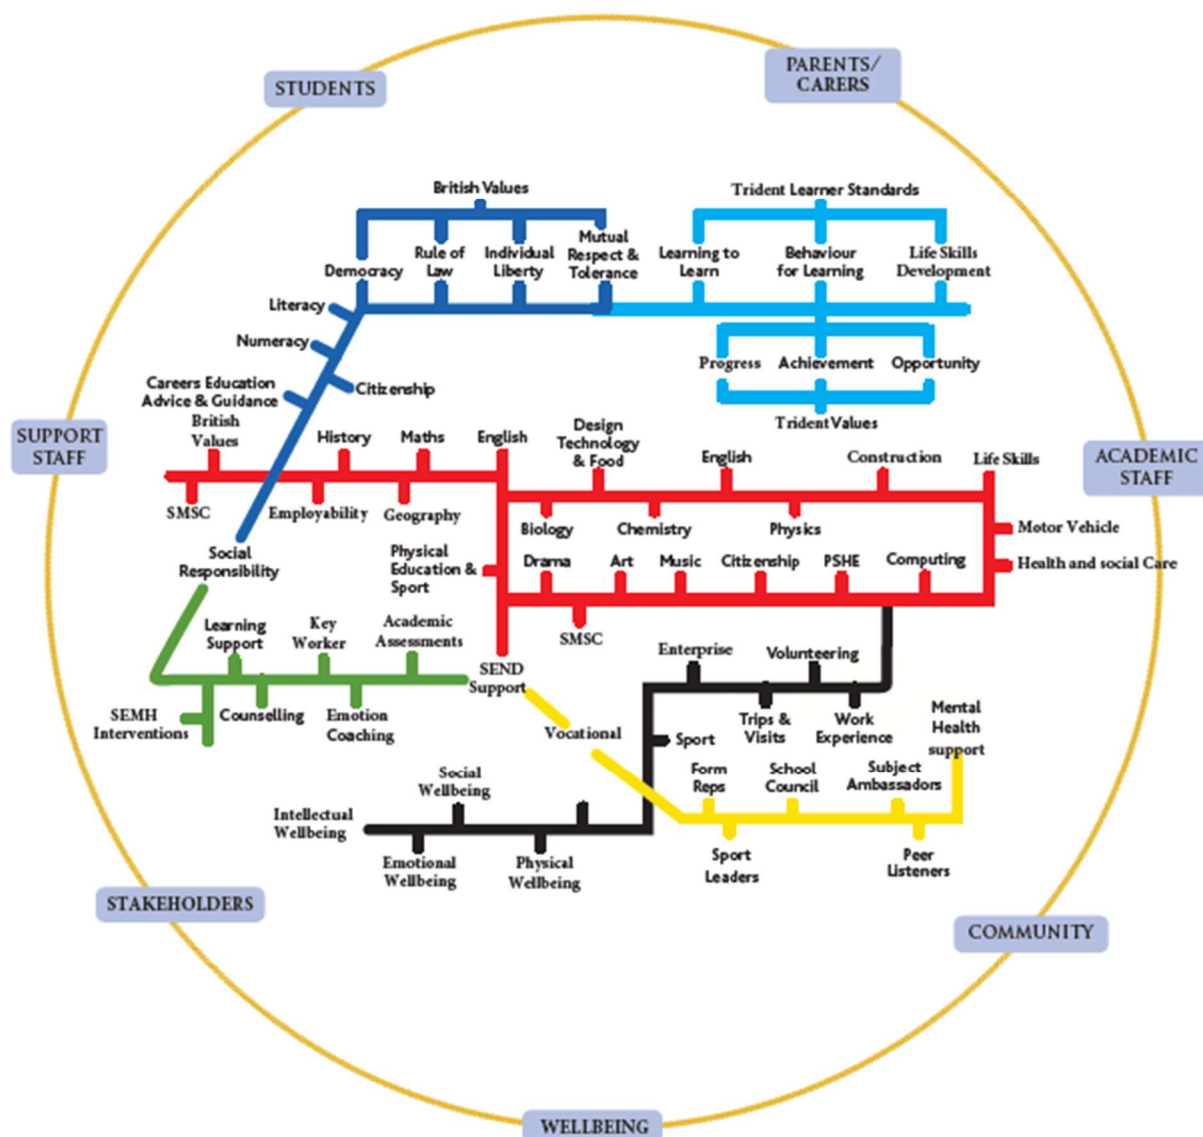 PARENTS/
CARERS
STUDENTS
British Values
Trident Learner Standards
Democracy
Rule of
Law
Individual
Liberty
Mutual
Respect &
Tolerance
Learning to
Learn
Behaviour
for Learning
Life Skills
Development
Literacy
Numeracy
Careers Education
Advice & Guidance
Citizenship
Progress
Achievement
Opportunity
Trident Values
SUPPORT
STAFF
ACADEMIC
STAFF
British
Values
History
Maths
English
Design
Technology
& Food
English
Construction
Life Skills
SMSC
Employability
Geography
Biology
Chemistry
Physics
Motor Vehicle
Health and social Care
Social
Responsibility
Physical
Education &
Sport
Drama
Art
Music
Citizenship
PSHE
Computing
SMSC
Learning
Support
Key
Worker
Academic
Assessments
SEND
Support
Enterprise
Volunteering
SEMH
Interventions
Counselling
Emotion
Coaching
Vocational
Trips &
Visits
Work
Experience
Mental
Health
support
Sport
Form
Reps
School
Council
Subject
Ambassadors
Social
Wellbeing
Intellectual
Wellbeing
Emotional
Wellbeing
Physical
Wellbeing
Sport
Leaders
Peer
Listeners
STAKEHOLDERS
COMMUNITY
WELLBEING